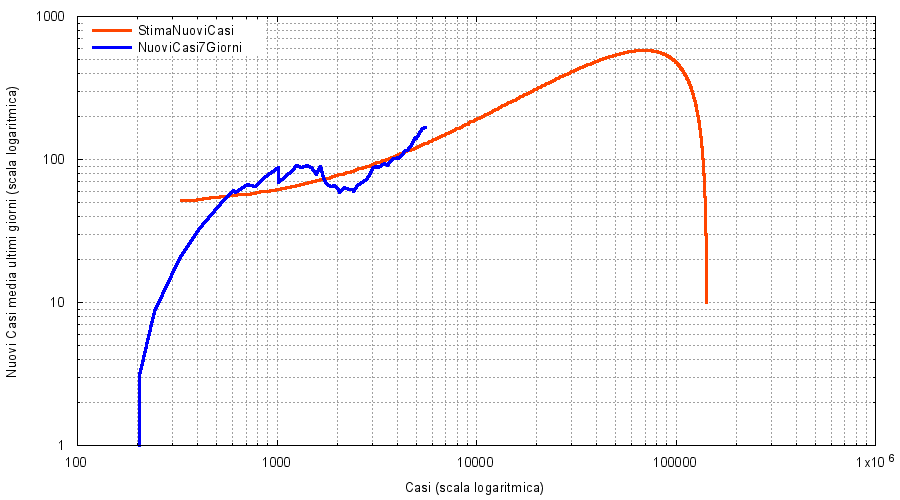 1000
100
10
1
StimaNuoviCasi
NuoviCasi7Giorni
Nuovi Casi media ultimi giorni (scala logaritmica)
100 1000 10000 100000 1x10 6
Casi (scala logaritmica)